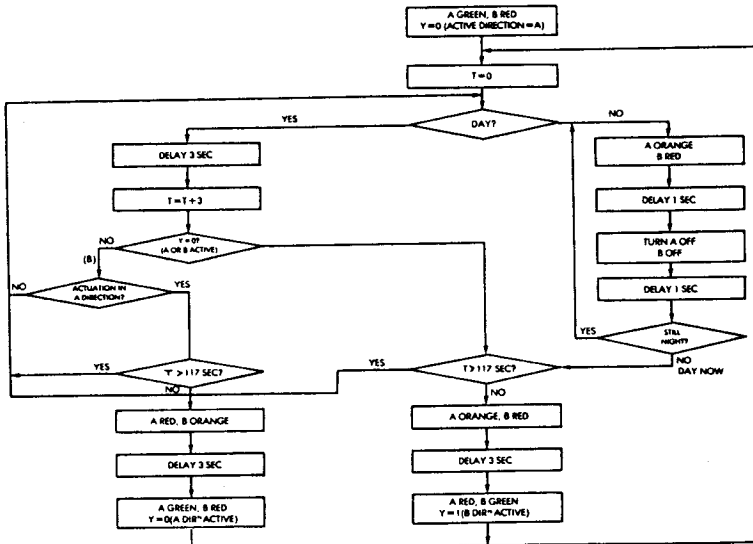 A GREEN, B RED
Y=0 (ACTIVE DIRECTION = A)
T=0
DAY?
YES
NO
DELAY 3 SEC
T=T+3
Y=0?
(A OR B ACTIVE)
NO
(B)
ACTUATION IN
A DIRECTION?
NO
YES
A ORANGE
B RED
DELAY 1 SEC
TURN A OFF
B OFF
DELAY 1 SEC
STILL
NIGHT?
YES
NO
DAY NOW
YES
'T' > 117 SEC?
NO
YES
T > 117 SEC?
NO
A RED, B ORANGE
DELAY 3 SEC
A GREEN, B RED
Y=0(A DIRⁿ ACTIVE)
A ORANGE, B RED
DELAY 3 SEC
A RED, B GREEN
Y=1(B DIRⁿ ACTIVE)